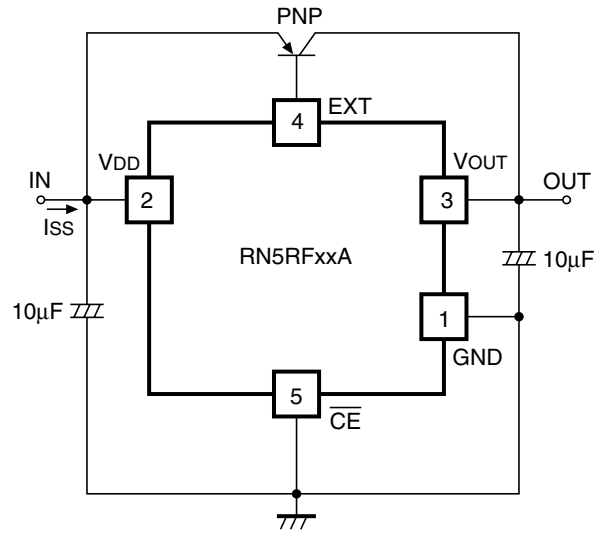 PNP
4
EXT
VDD
VOUT
IN
2
3
OUT
ISS
RN5RFxxA
10μF
10μF
1
GND
5
CE